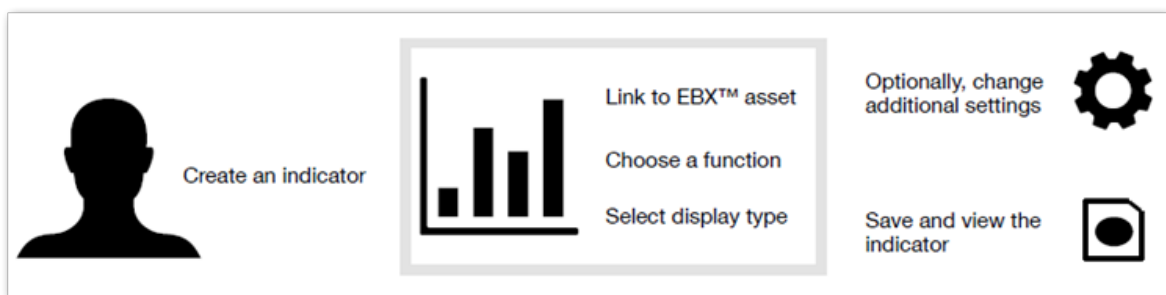 Create an indicator
Link to EBX™ asset
Choose a function
Select display type
Optionally, change
additional settings
Save and view the
indicator